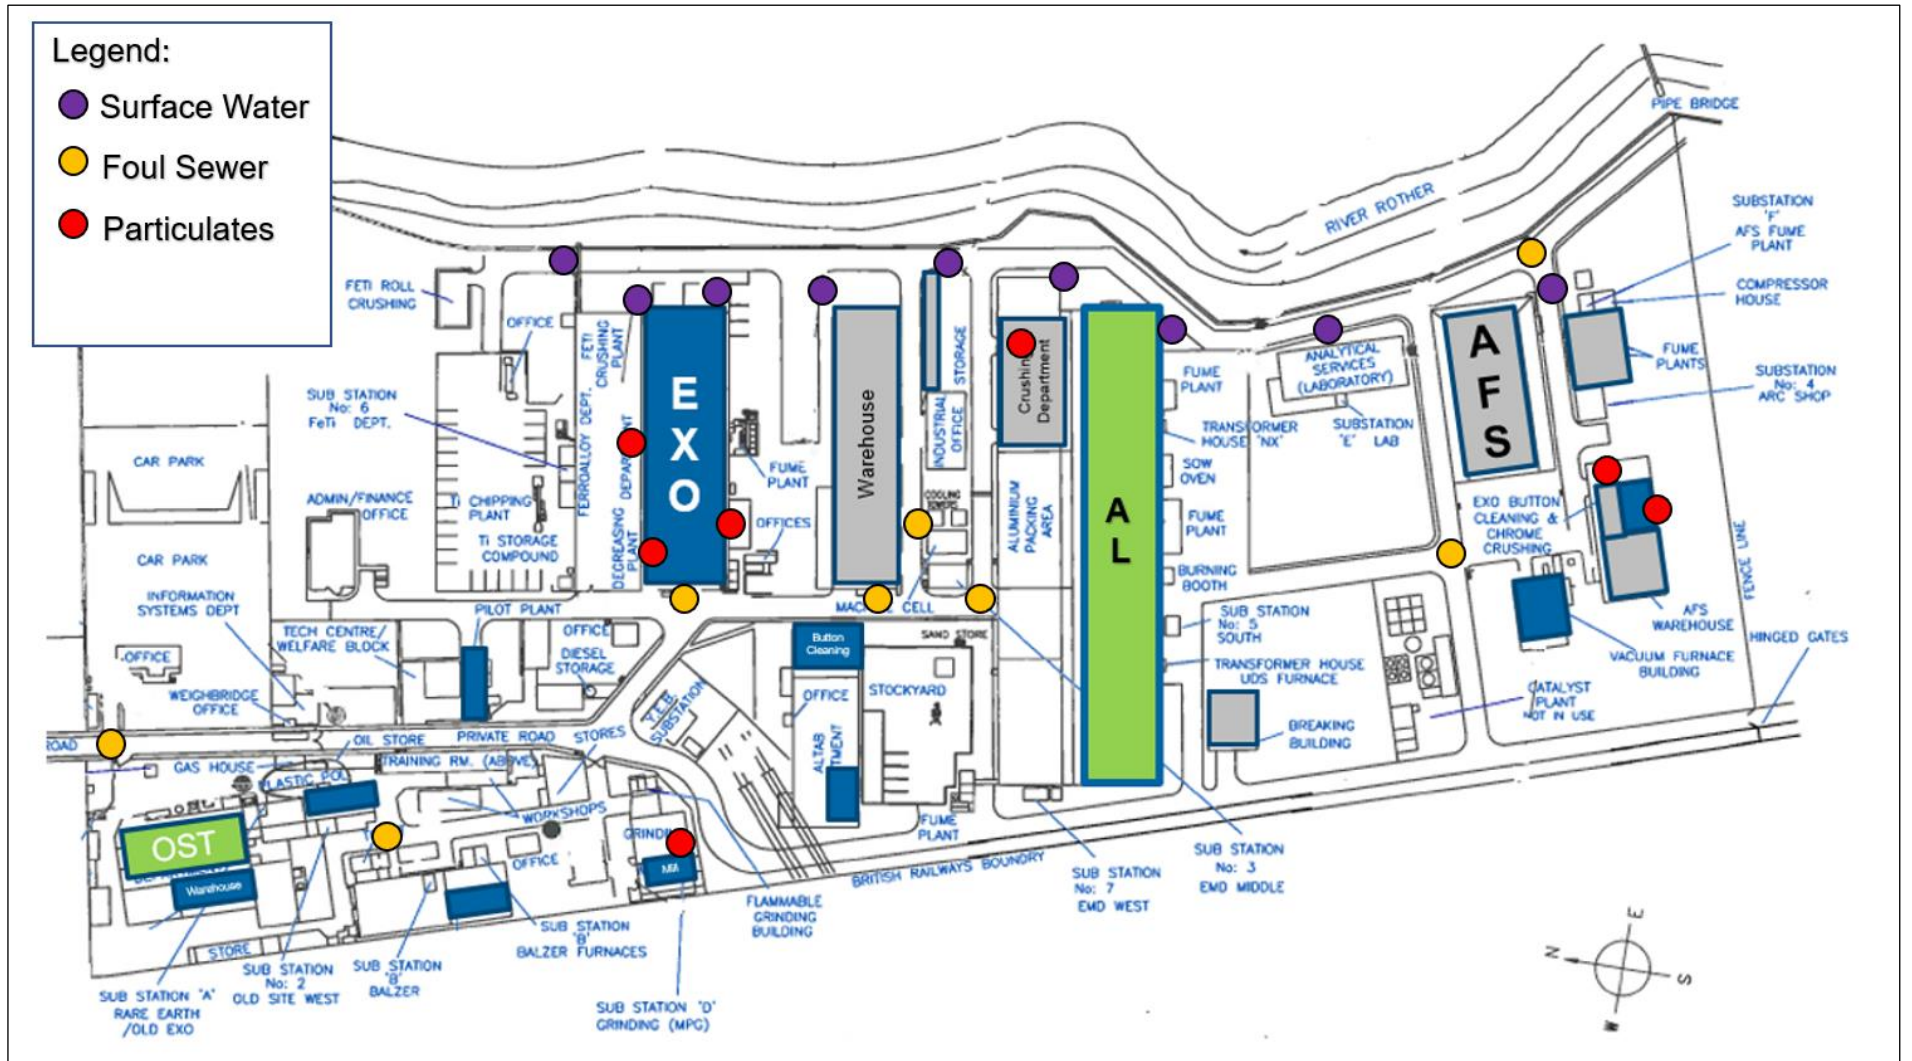 Legend:
Surface Water
Foul Sewer
Particulates
PIPE BRIDGE
RIVER ROTHER
SUBSTATION
'F'
AFS FUME
PLANT
COMPRESSOR
HOUSE
FUME
PLANTS
SUBSTATION
No: 4
ARC SHOP
FETI ROLL
CRUSHING
OFFICE
FETI
CRUSHING
PLANT
SUB STATION
No: 6
FeTi DEPT.
FERROALLOY DEPT.
DEGREASING
PLANT
EXO
FUME
PLANT
OFFICES
Warehouse
STORAGE
INDUSTRIAL
OFFICE
COOLING
Crushing
Department
ALUMINIUM
PACKING
AREA
AL
FUME
PLANT
TRANSFORMER
HOUSE 'NX'
SOW
OVEN
FUME
PLANT
BURNING
BOOTH
SUB STATION
No: 5
SOUTH
TRANSFORMER HOUSE
UDS FURNACE
ANALYTICAL
SERVICES
(LABORATORY)
SUBSTATION
'E' LAB
AFS
EXO BUTTON
CLEANING &
CHROME
CRUSHING
FENCE LINE
AFS
WAREHOUSE
HINGED GATES
VACUUM FURNACE
BUILDING
CATALYST
PLANT
NOT IN USE
BREAKING
BUILDING
CAR PARK
ADMIN/FINANCE
OFFICE
Ti CHIPPING
PLANT
Ti STORAGE
COMPOUND
CAR PARK
INFORMATION
SYSTEMS DEPT
TECH CENTRE/
WELFARE BLOCK
PILOT PLANT
OFFICE
DIESEL
STORAGE
CELL
SAND STORE
Button
Cleaning
OFFICE
STOCKYARD
ALTAB
Y.E.B.
SUBSTATION
OFFICE
WEIGHBRIDGE
OFFICE
ROAD
OIL STORE
PRIVATE ROAD
STORES
GAS HOUSE
TRAINING RM. (ABOVE)
PLASTIC
WORKSHOPS
OST
Warehouse
OFFICE
Mill
FUME
PLANT
BRITISH RAILWAYS BOUNDRY
SUB STATION
No: 7
EMD WEST
SUB STATION
No: 3
EMD MIDDLE
FLAMMABLE
GRINDING
BUILDING
SUB STATION
'B'
BALZER FURNACES
STORE
SUB STATION
No: 2
OLD SITE WEST
SUB STATION
'B'
BALZER
SUB STATION 'A'
RARE EARTH
/OLD EXO
SUB STATION 'D'
GRINDING (MPG)
N
E
S
W